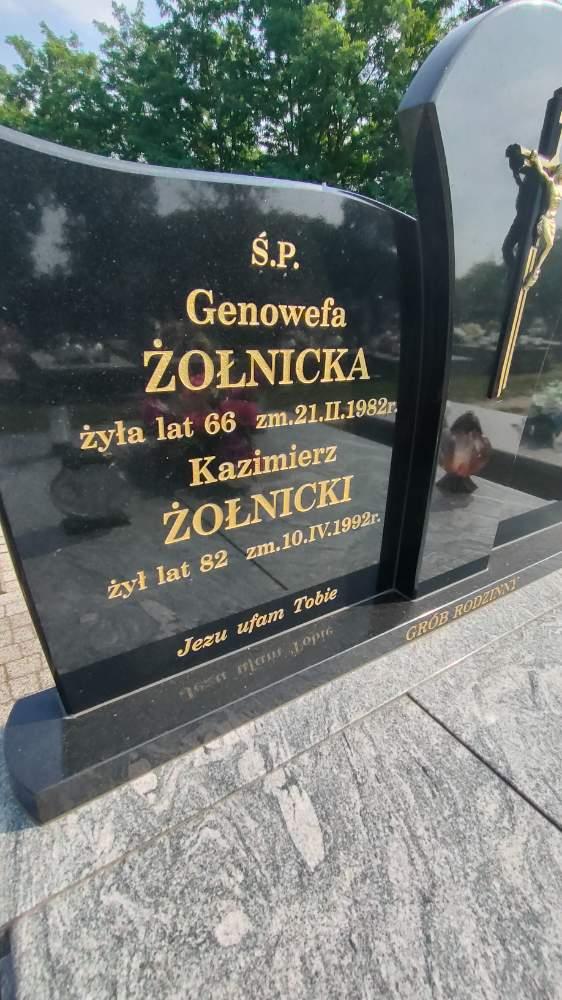 Ś.P.
Genowefa
ŻOŁNICKA
żyła lat 66 zm.21.II.1982r.
Kazimierz
ŻOŁNICKI
żył lat 82 zm.10.IV.1992r.
Jezu ufam Tobie
GRÓB RODZINNY